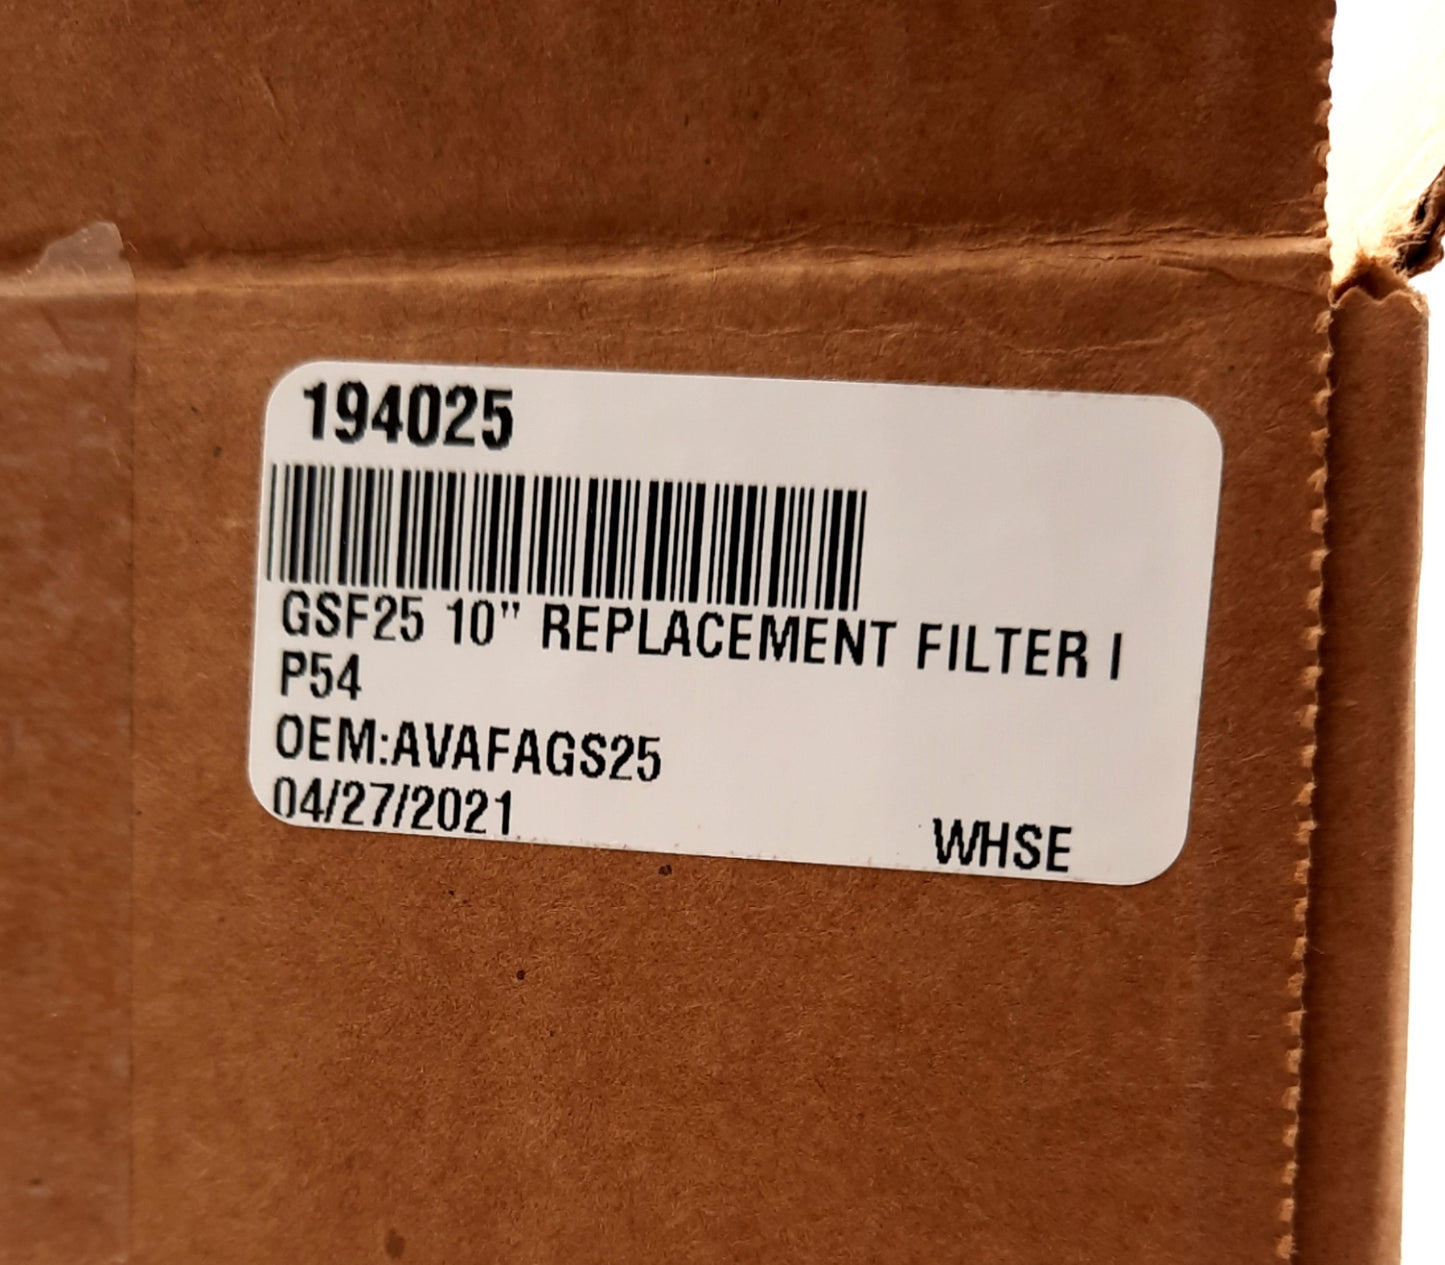 194025
GSF25 10" REPLACEMENT FILTER I
P54
OEM:AVAFAGS25
04/27/2021 WHSE